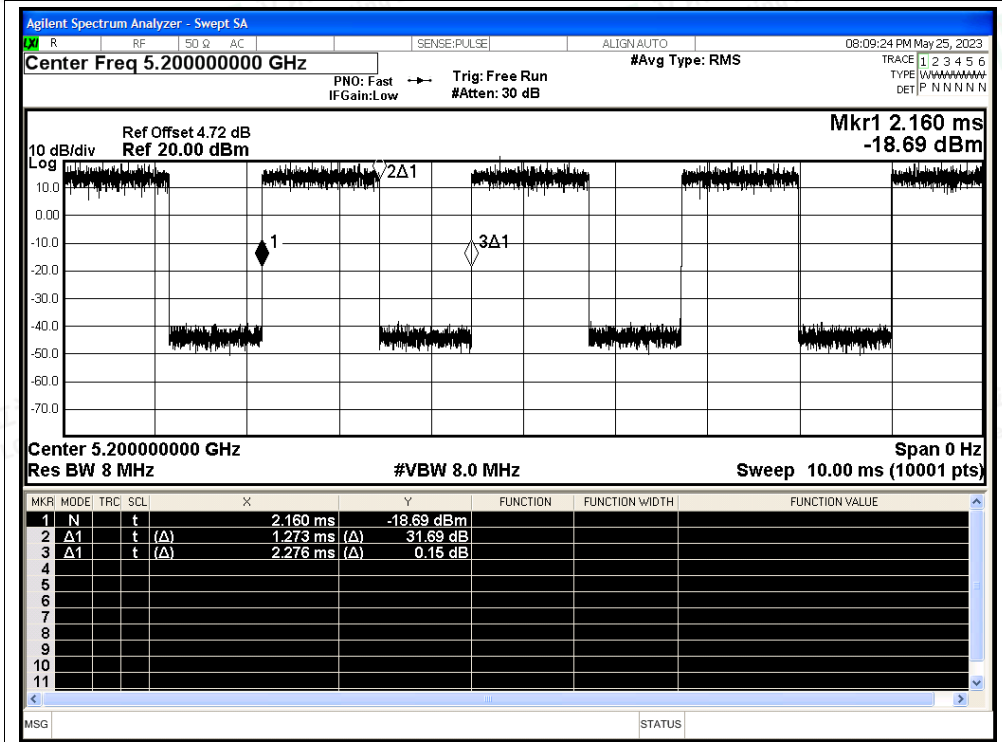 Agilent Spectrum Analyzer - Swept SA
LXI R RF 50 Ω AC SENSE:PULSE ALIGN AUTO 08:09:24 PM May 25, 2023
Center Freq 5.200000000 GHz #Avg Type: RMS TRACE 1 2 3 4 5 6
PNO: Fast Trig: Free Run TYPE WWWWWW
IFGain:Low #Atten: 30 dB DET P N N N N N
Mkr1 2.160 ms
Ref Offset 4.72 dB
10 dB/div Ref 20.00 dBm -18.69 dBm
Log
10.0
0.00
-10.0
-20.0
-30.0
-40.0
-50.0
-60.0
-70.0
2Δ1
1
3Δ1
Center 5.200000000 GHz Span 0 Hz
Res BW 8 MHz #VBW 8.0 MHz Sweep 10.00 ms (10001 pts)
MKR MODE TRC SCL X Y FUNCTION FUNCTION WIDTH FUNCTION VALUE
1 N t 2.160 ms -18.69 dBm
2 Δ1 t (Δ) 1.273 ms (Δ) 31.69 dB
3 Δ1 t (Δ) 2.276 ms (Δ) 0.15 dB
4
5
6
7
8
9
10
11
MSG STATUS